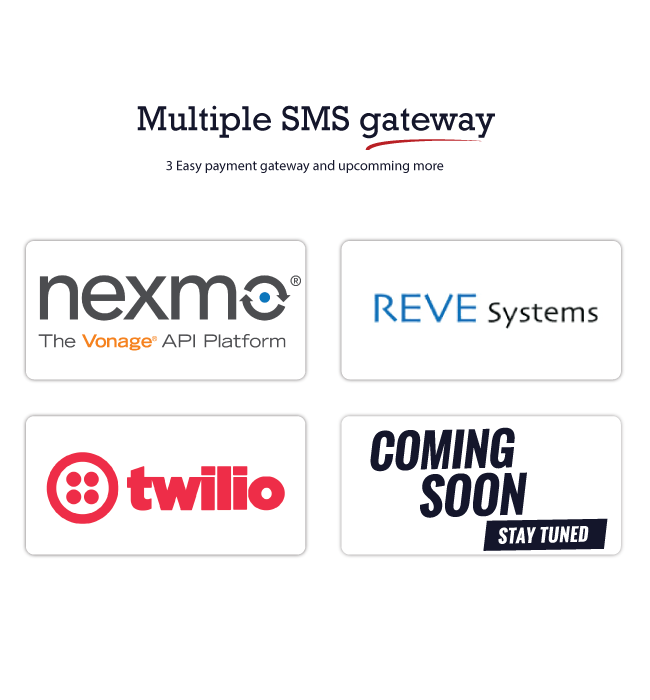 Multiple SMS gateway
3 Easy payment gateway and upcomming more
nexmo®
The Vonage® API Platform
REVE Systems
twilio
COMING
SOON
STAY TUNED